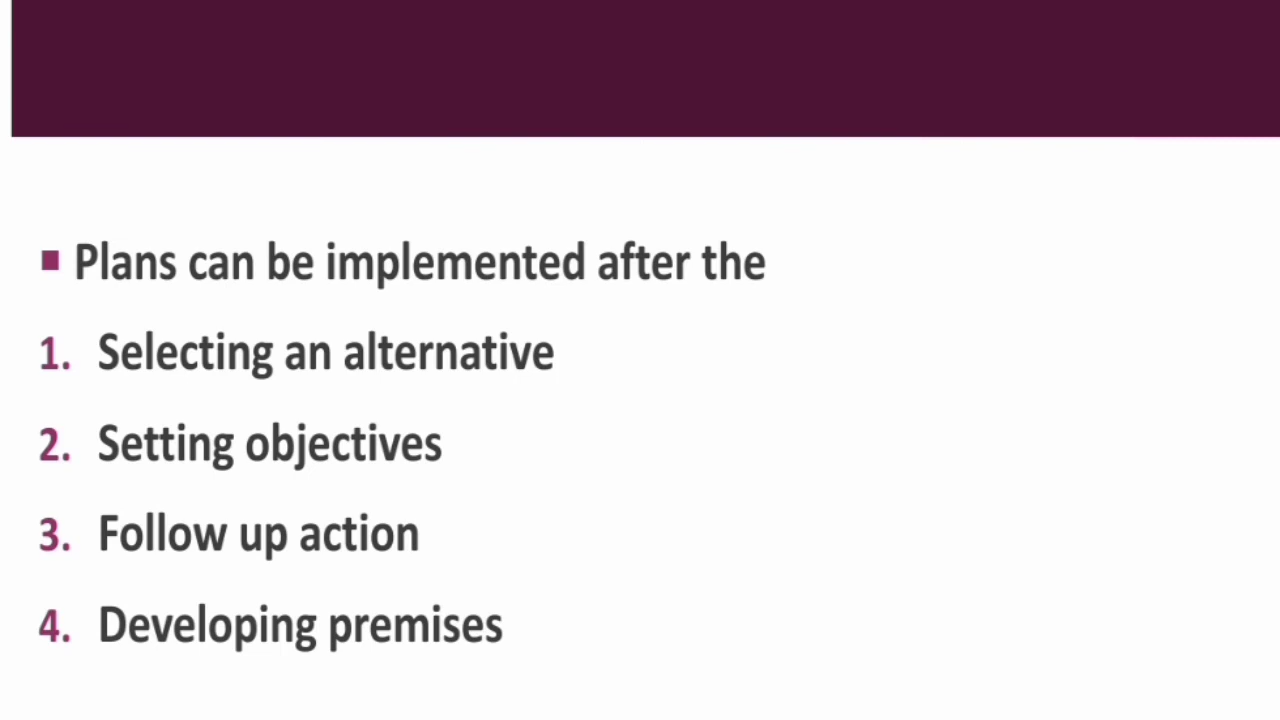 Plans can be implemented after the
1. Selecting an alternative
2. Setting objectives
3. Follow up action
4. Developing premises